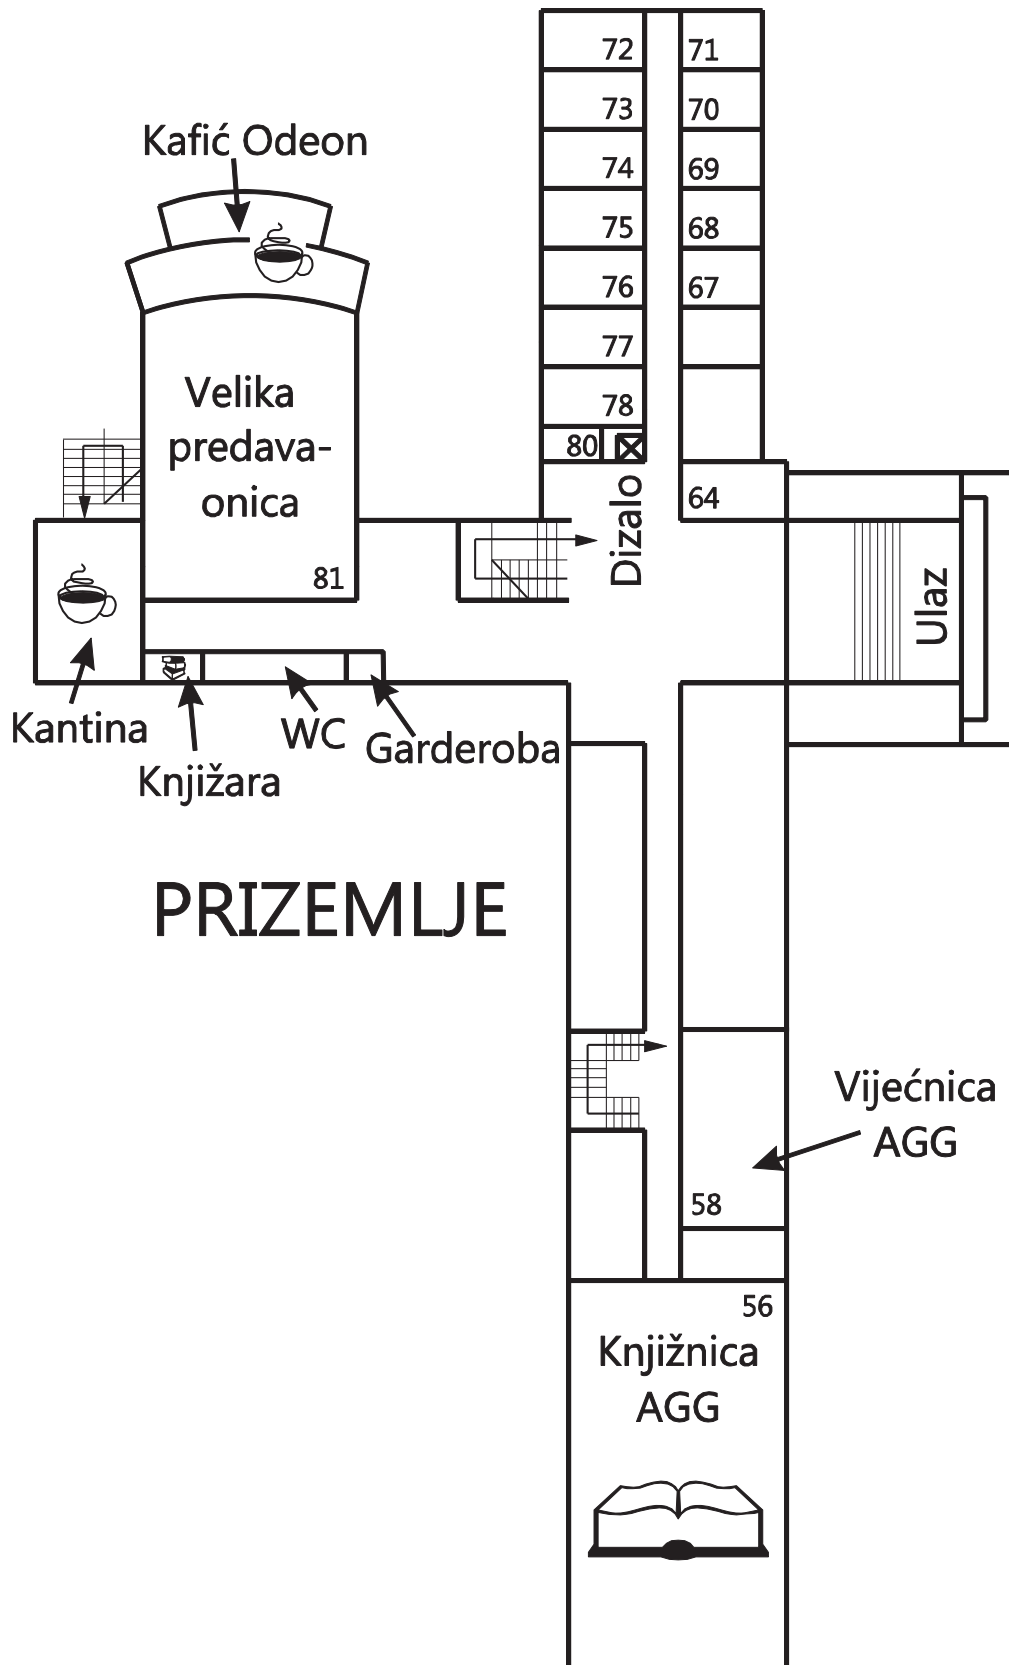 72
71
73
70
Kafić Odeon
74
69
75
68
76
67
77
Velika
predava-
onica
78
80
64
Dizalo
81
Ulaz
Kantina
WC
Garderoba
Knjižara
PRIZEMLJE
Vijećnica
AGG
58
56
Knjižnica
AGG